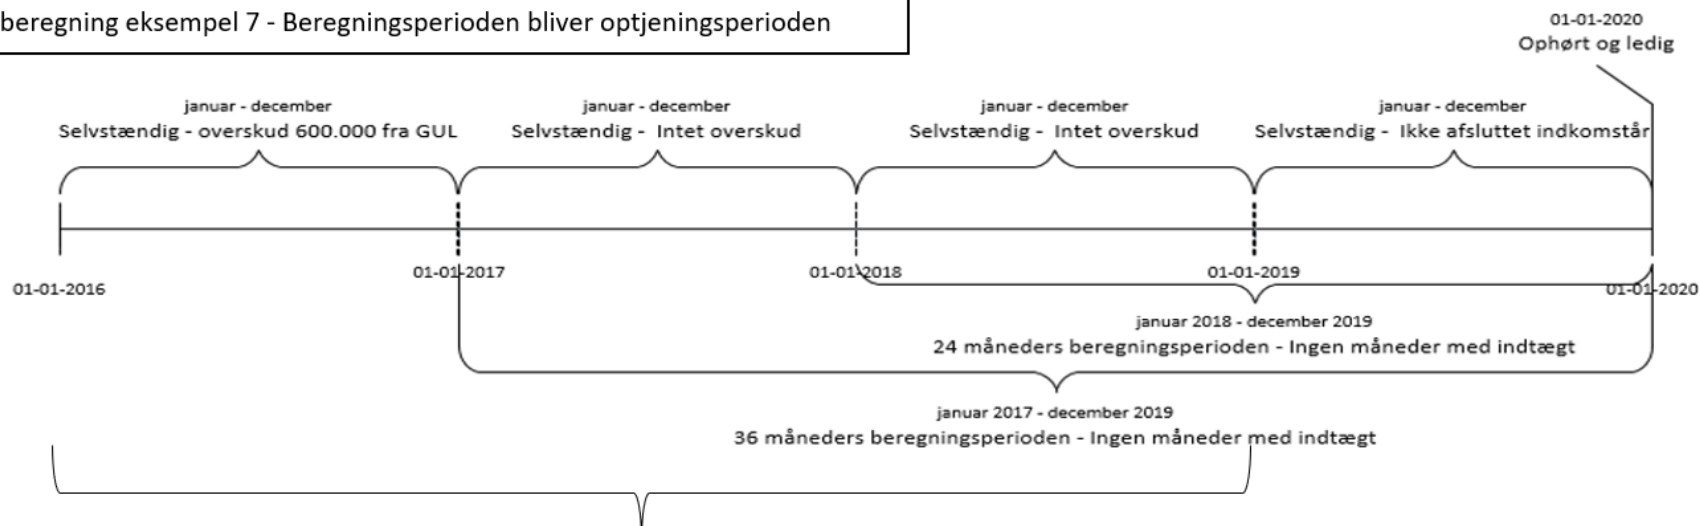 beregning eksempel 7 - Beregningsperioden bliver optjeningsperioden
01-01-2020
Ophørt og ledig
januar - december
Selvstændig - overskud 600.000 fra GUL
januar - december
Selvstændig - Intet overskud
januar - december
Selvstændig - Intet overskud
januar - december
Selvstændig - Ikke afsluttet indkomstår
01-01-2016
01-01-2017
01-01-2018
01-01-2019
01-01-2020
januar 2018 - december 2019
24 måneders beregningsperioden - Ingen måneder med indtægt
januar 2017 - december 2019
36 måneders beregningsperioden - Ingen måneder med indtægt